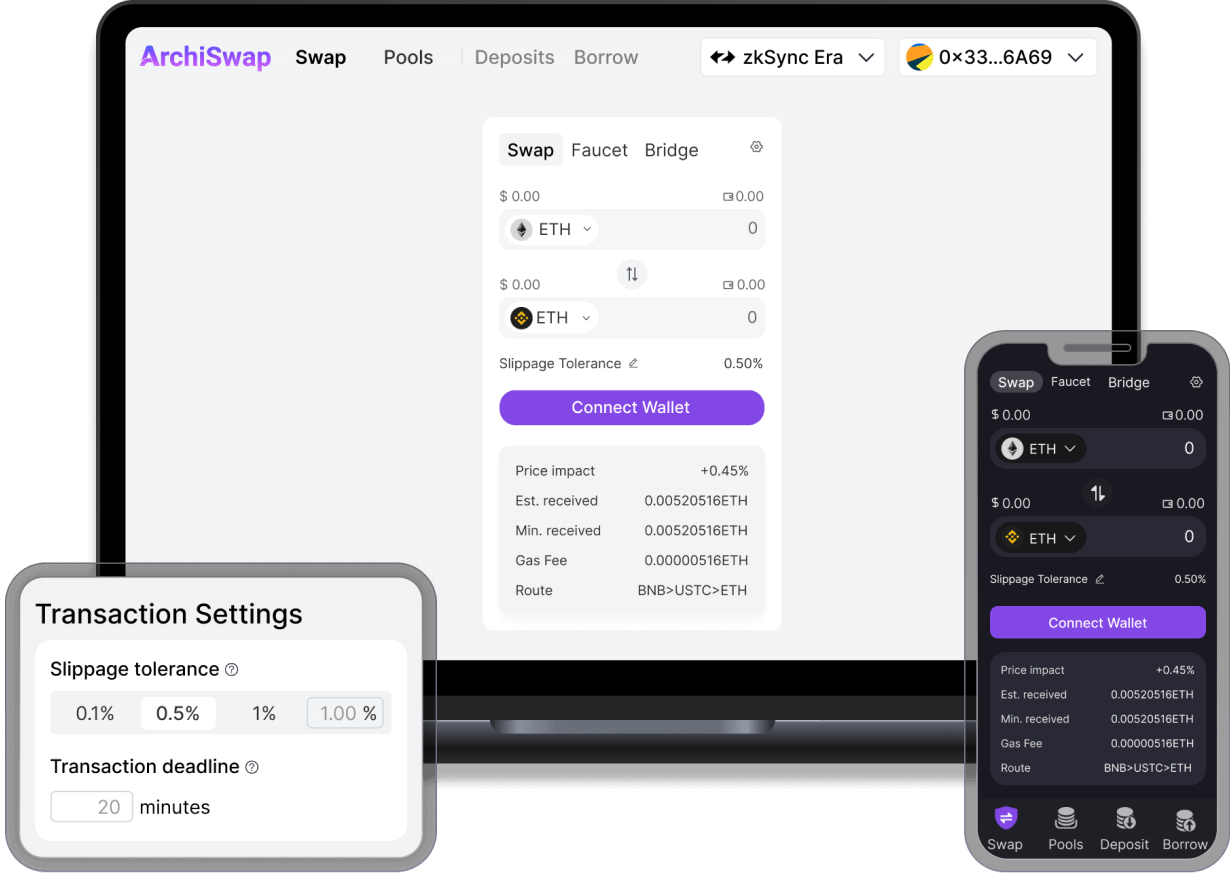 ArchiSwap Swap Pools Deposits Borrow zkSync Era 0×33...6A69
Swap Faucet Bridge
$ 0.00 0.00
ETH 0
$ 0.00 0.00
ETH 0
Slippage Tolerance 0.50%
Connect Wallet
Price impact +0.45%
Est. received 0.00520516ETH
Min. received 0.00520516ETH
Gas Fee 0.00000516ETH
Route BNB>USTC>ETH
Transaction Settings
Slippage tolerance ?
0.1% 0.5% 1% 1.00 %
Transaction deadline ?
20 minutes
Swap Faucet Bridge
$ 0.00 0.00
ETH 0
$ 0.00 0.00
ETH 0
Slippage Tolerance 0.50%
Connect Wallet
Price impact +0.45%
Est. received 0.00520516ETH
Min. received 0.00520516ETH
Gas Fee 0.00000516ETH
Route BNB>USTC>ETH
Swap Pools Deposit Borrow